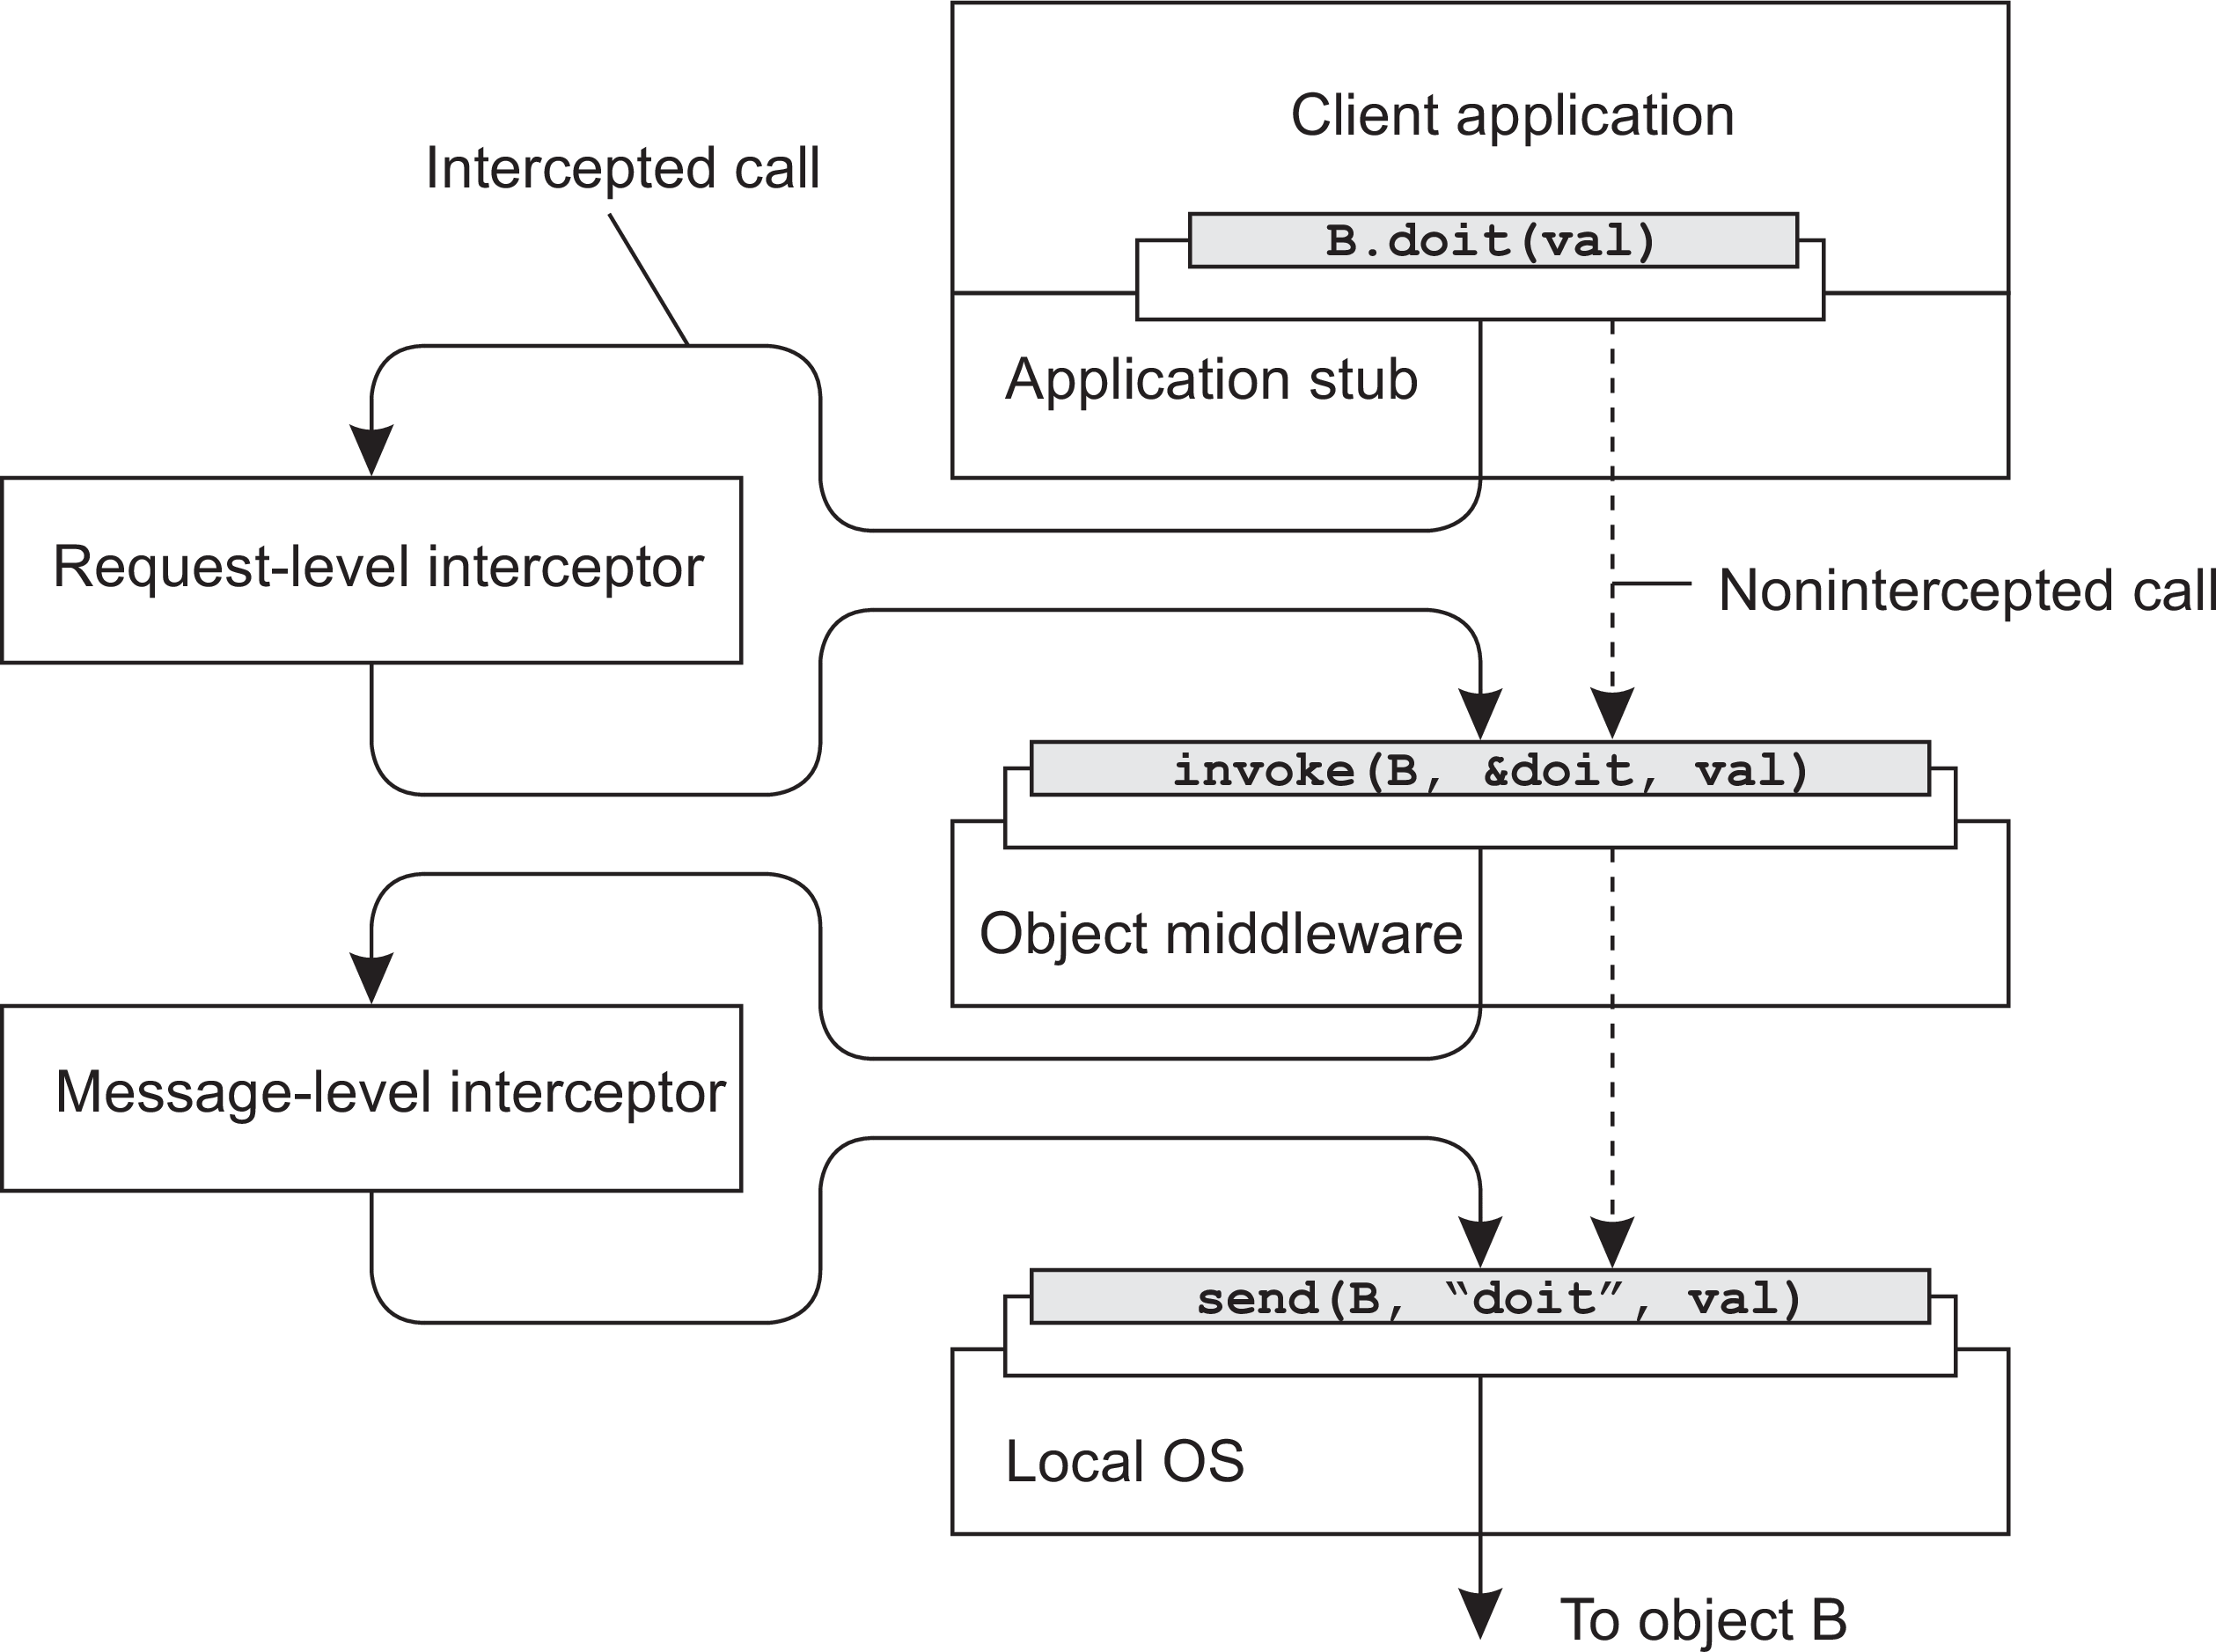 Client application
Intercepted call
B.doit(val)
Application stub
Request-level interceptor
Nonintercepted call
invoke(B, &doit, val)
Object middleware
Message-level interceptor
send(B, “doit”, val)
Local OS
To object B